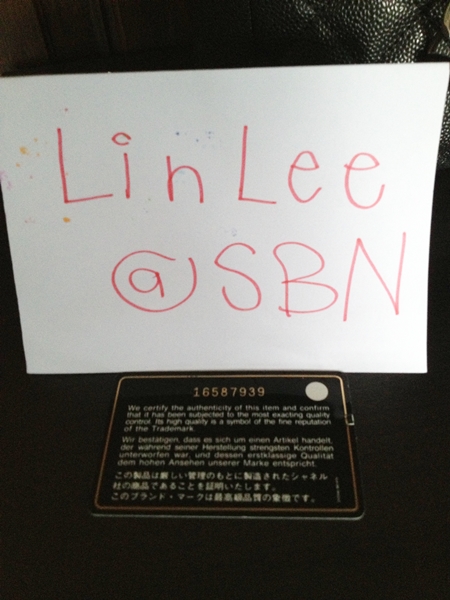 LinLee
@SBN
16587939
We certify the authenticity of this item and confirm
that it has been subjected to the most exacting quality
control. Its high quality is a symbol of the fine reputation
of the Trademark.
Wir bestätigen, dass es sich um einen Artikel handelt,
der während seiner Herstellung strengsten Kontrollen
unterworfen war, und dessen erstklassige Qualität
dem hohen Ansehen unserer Marke entspricht.
この製品は厳しい管理のもとに製造されたシャネル
社の商品であることを証明いたします。
このブランド・マークは最高級品質の象徴です。